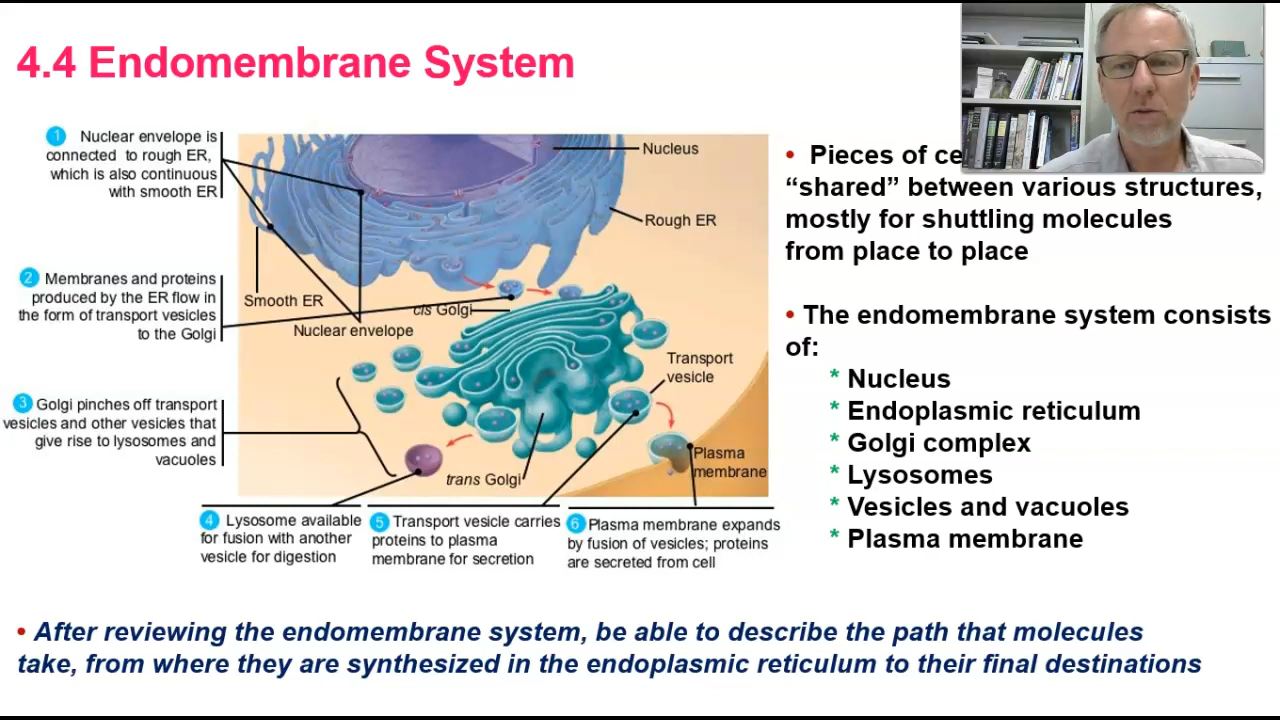 4.4 Endomembrane System
1 Nuclear envelope is
connected to rough ER,
which is also continuous
with smooth ER
2 Membranes and proteins
produced by the ER flow in
the form of transport vesicles
to the Golgi
3 Golgi pinches off transport
vesicles and other vesicles that
give rise to lysosomes and
vacuoles
Nucleus
Rough ER
Smooth ER
Nuclear envelope
cis Golgi
Transport
vesicle
Plasma
membrane
trans Golgi
4 Lysosome available
for fusion with another
vesicle for digestion
5 Transport vesicle carries
proteins to plasma
membrane for secretion
6 Plasma membrane expands
by fusion of vesicles; proteins
are secreted from cell
• Pieces of
“shared” between various structures,
mostly for shuttling molecules
from place to place
• The endomembrane system consists
of:
* Nucleus
* Endoplasmic reticulum
* Golgi complex
* Lysosomes
* Vesicles and vacuoles
* Plasma membrane
• After reviewing the endomembrane system, be able to describe the path that molecules
take, from where they are synthesized in the endoplasmic reticulum to their final destinations